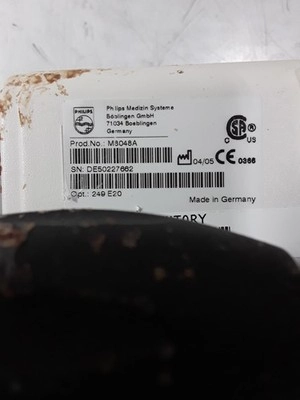 PHILIPS
Philips Medizin Systeme
Böblingen GmbH
71034 Boeblingen
Germany
Prod.No.: M8048A
04/05 CE 0366
C US
SN: DE50227662
Opt.: 249 E20
Made in Germany